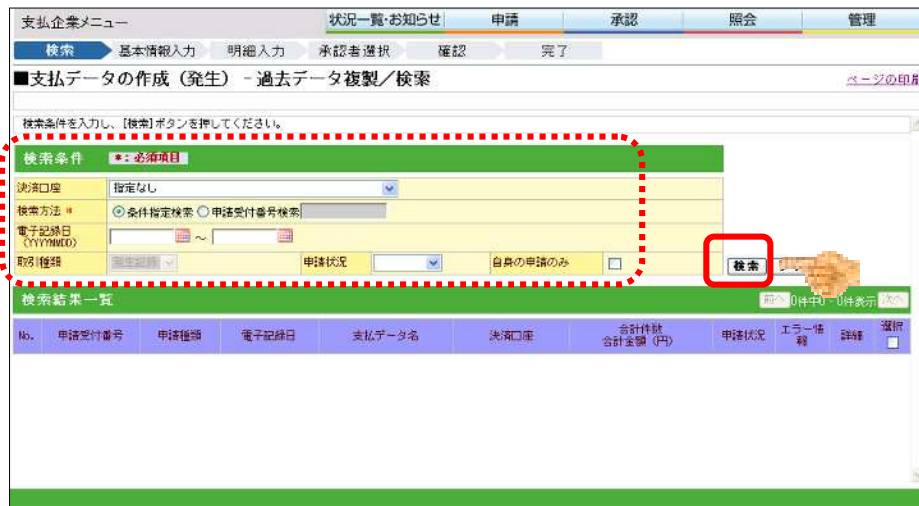 支払企業メニュー 状況一覧・お知らせ 申請 承認 照会 管理
検索 基本情報入力 明細入力 承認者選択 確認 完了
■支払データの作成（発生）－過去データ複製／検索
ページの印刷
検索条件を入力し、[検索]ボタンを押してください。
検索条件 *：必須項目
決済口座 指定なし
検索方法 * 条件指定検索 申請受付番号検索
電子記録日 (YYYYMMDD) ～
取引種類 発生記録 申請状況 自身の申請のみ
検索
検索結果一覧 前へ 0件中0 - 0件表示 次へ
No. 申請受付番号 申請種類 電子記録日 支払データ名 決済口座 合計件数 合計金額（円） 申請状況 エラー情報 詳細 選択